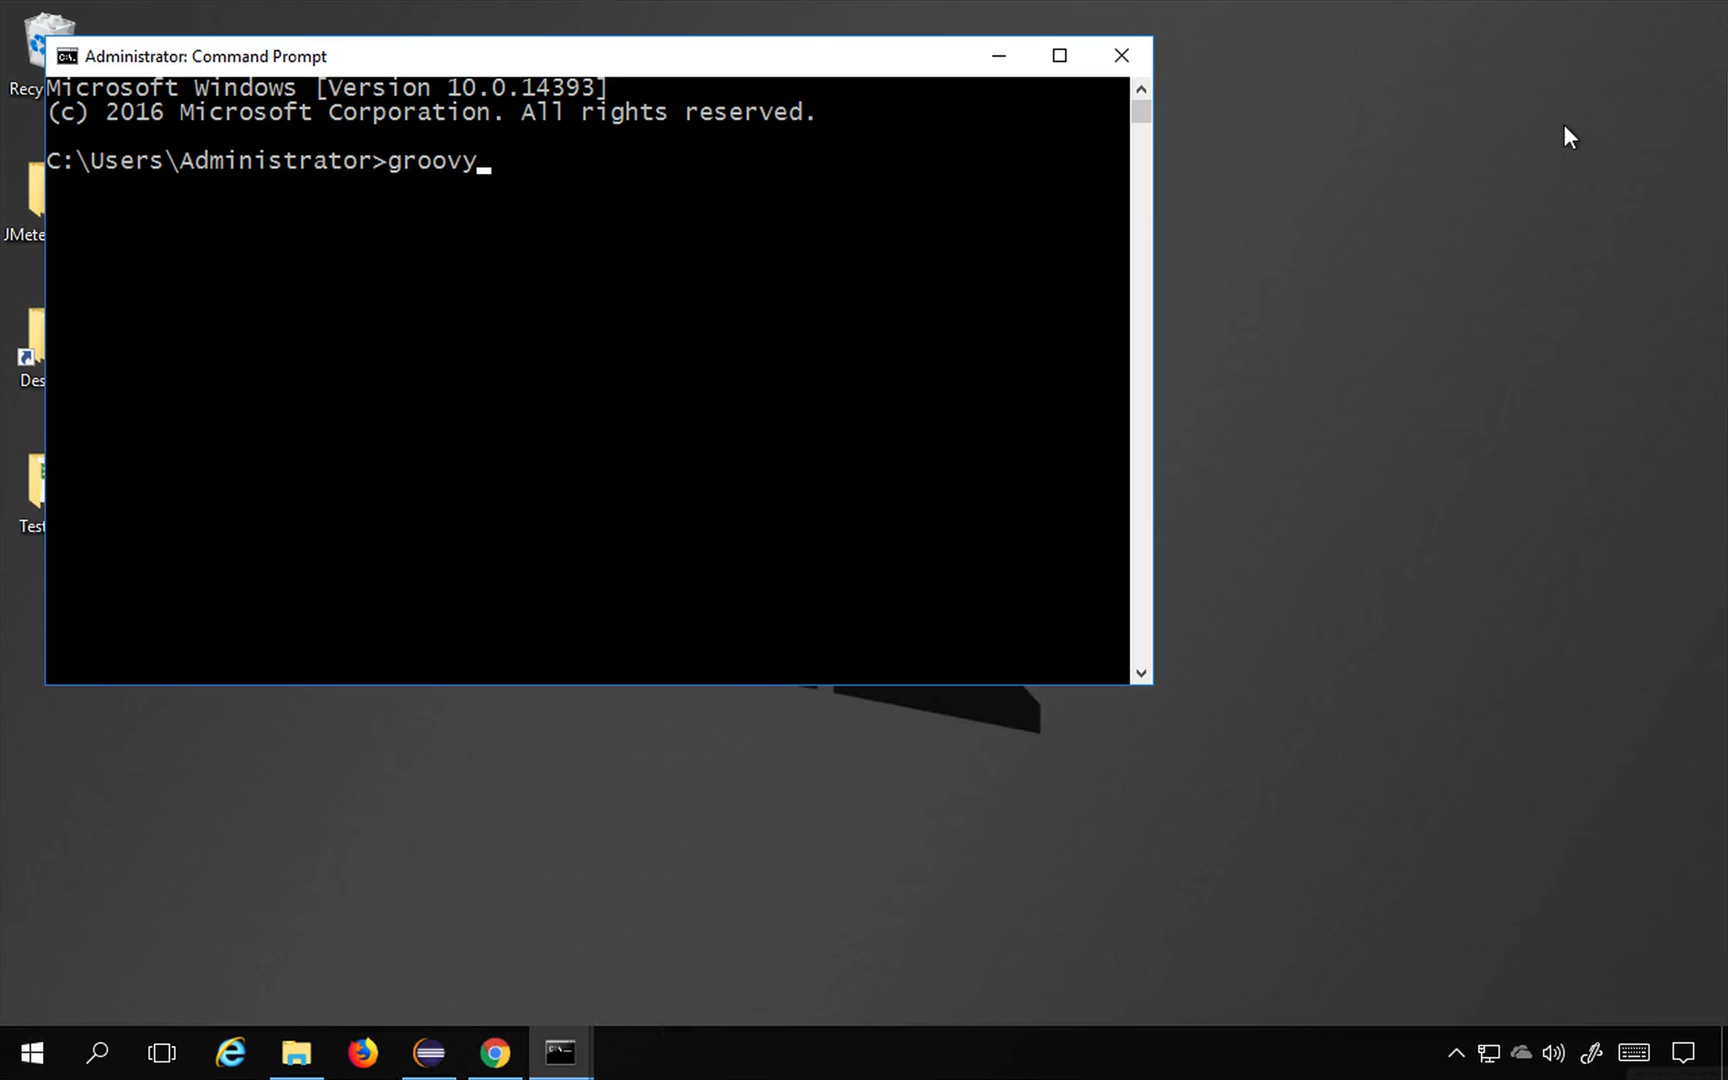 Administrator: Command Prompt
Microsoft Windows [Version 10.0.14393]
(c) 2016 Microsoft Corporation. All rights reserved.
C:\Users\Administrator>groovy_
Recy
JMete
Des
Test